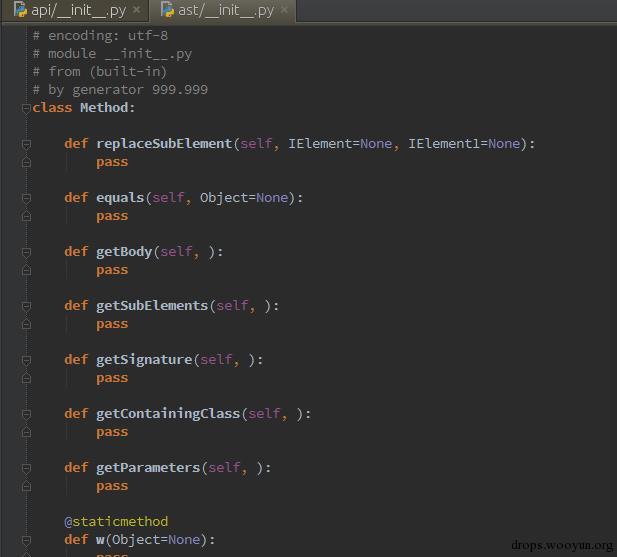 api/__init__.py × ast/__init__.py ×
# encoding: utf-8
# module __init__.py
# from (built-in)
# by generator 999.999
class Method:
def replaceSubElement(self, IElement=None, IElement1=None):
pass
def equals(self, Object=None):
pass
def getBody(self, ):
pass
def getSubElements(self, ):
pass
def getSignature(self, ):
pass
def getContainingClass(self, ):
pass
def getParameters(self, ):
pass
@staticmethod
def w(Object=None):
pass
drops.wooyun.org